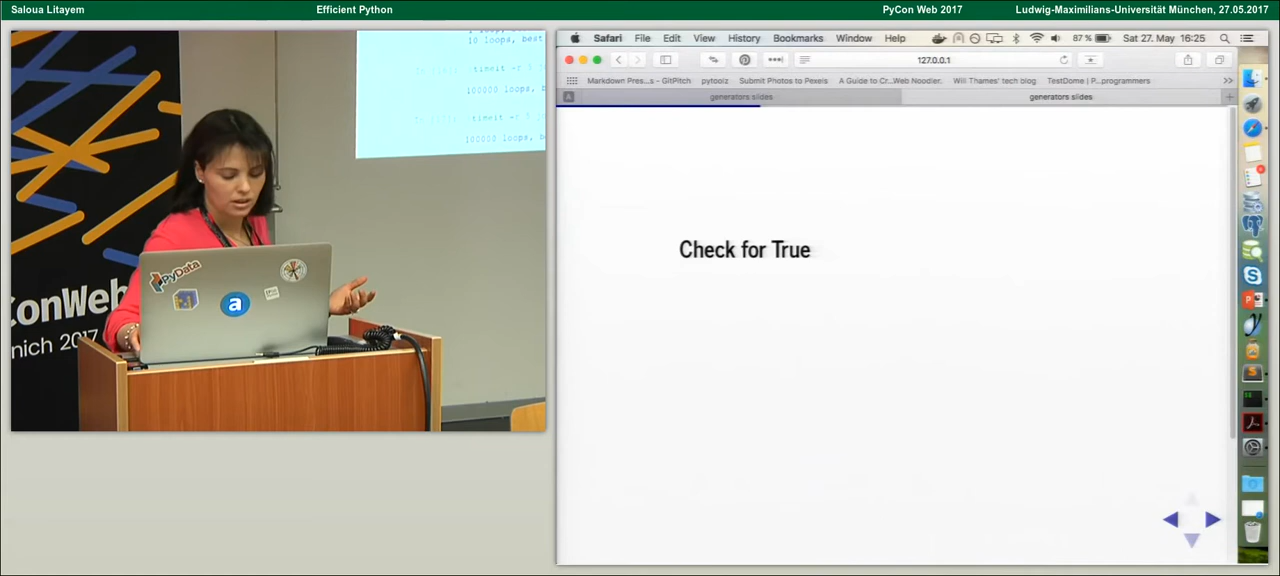 Saloua Litayem
Efficient Python
PyCon Web 2017
Ludwig-Maximilians-Universität München, 27.05.2017
10 loops, best
100000 loops, b
100000 loops, b
PyData
a
ConWeb
nich 2017
Safari File Edit View History Bookmarks Window Help
87 % Sat 27. May 16:25
127.0.0.1
Markdown Pres...s - GitPitch pytoolz Submit Photos to Pexels A Guide to Cr...Web Noodler. Will Thames' tech blog TestDome | P...programmers
generators slides
generators slides
Check for True